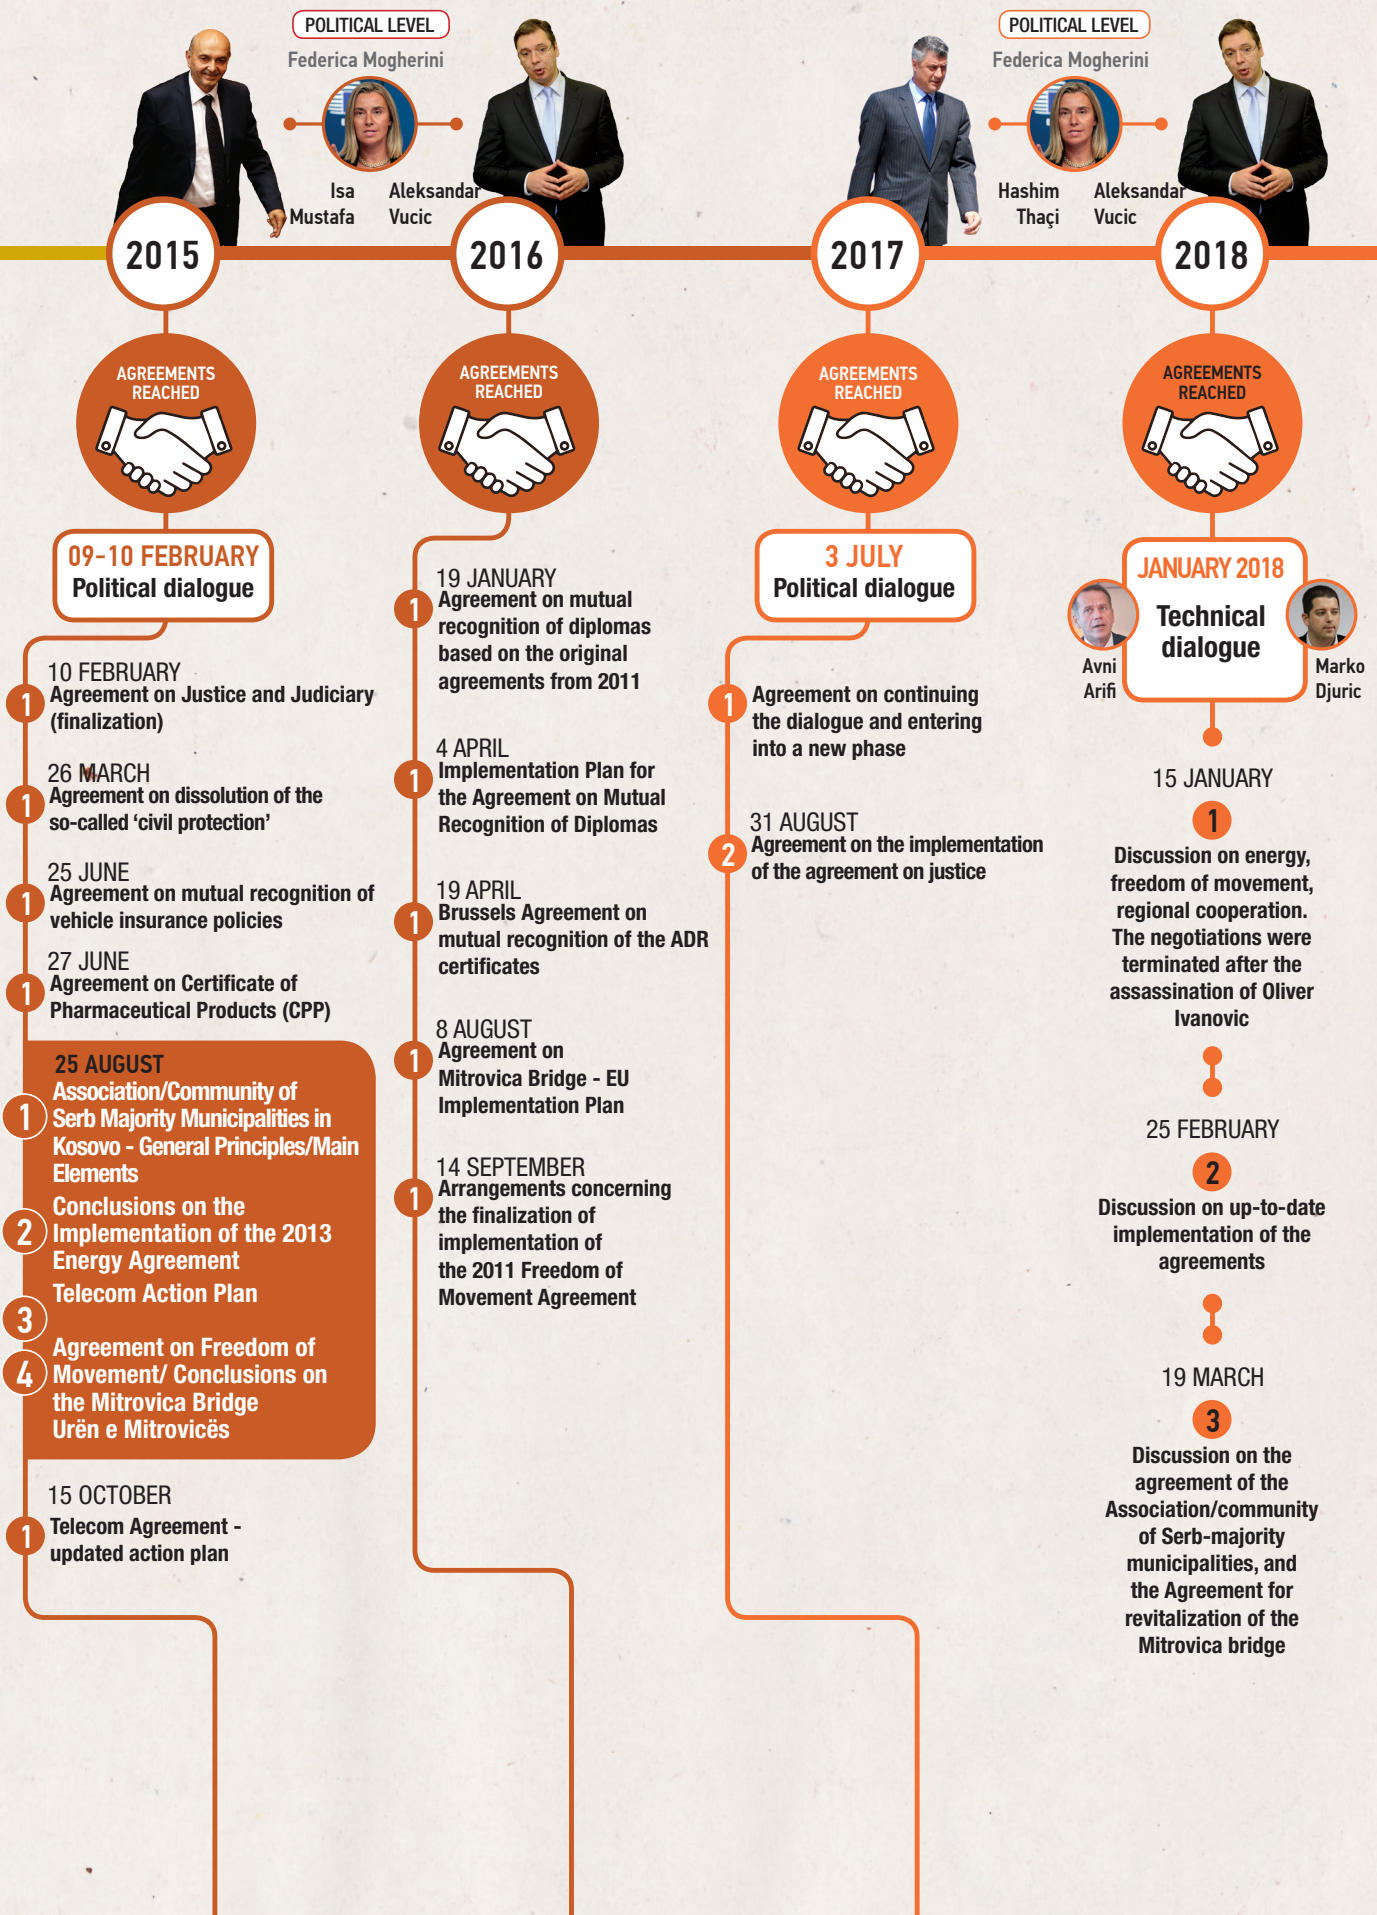 POLITICAL LEVEL
Federica Mogherini
Isa
Mustafa
Aleksandar
Vucic
POLITICAL LEVEL
Federica Mogherini
Hashim
Thaçi
Aleksandar
Vucic
2015
2016
2017
2018
AGREEMENTS
REACHED
09-10 FEBRUARY
Political dialogue
10 FEBRUARY
1
Agreement on Justice and Judiciary
(finalization)
26 MARCH
1
Agreement on dissolution of the
so-called ‘civil protection’
25 JUNE
1
Agreement on mutual recognition of
vehicle insurance policies
27 JUNE
1
Agreement on Certificate of
Pharmaceutical Products (CPP)
25 AUGUST
1
Association/Community of
Serb Majority Municipalities in
Kosovo - General Principles/Main
Elements
2
Conclusions on the
Implementation of the 2013
Energy Agreement
3
Telecom Action Plan
4
Agreement on Freedom of
Movement/ Conclusions on
the Mitrovica Bridge
Urën e Mitrovicës
15 OCTOBER
1
Telecom Agreement -
updated action plan
AGREEMENTS
REACHED
19 JANUARY
1
Agreement on mutual
recognition of diplomas
based on the original
agreements from 2011
4 APRIL
1
Implementation Plan for
the Agreement on Mutual
Recognition of Diplomas
19 APRIL
1
Brussels Agreement on
mutual recognition of the ADR
certificates
8 AUGUST
1
Agreement on
Mitrovica Bridge - EU
Implementation Plan
14 SEPTEMBER
1
Arrangements concerning
the finalization of
implementation of
the 2011 Freedom of
Movement Agreement
AGREEMENTS
REACHED
3 JULY
Political dialogue
1
Agreement on continuing
the dialogue and entering
into a new phase
31 AUGUST
2
Agreement on the implementation
of the agreement on justice
AGREEMENTS
REACHED
JANUARY 2018
Technical
dialogue
Avni
Arifi
Marko
Djuric
15 JANUARY
1
Discussion on energy,
freedom of movement,
regional cooperation.
The negotiations were
terminated after the
assassination of Oliver
Ivanovic
25 FEBRUARY
2
Discussion on up-to-date
implementation of the
agreements
19 MARCH
3
Discussion on the
agreement of the
Association/community
of Serb-majority
municipalities, and
the Agreement for
revitalization of the
Mitrovica bridge